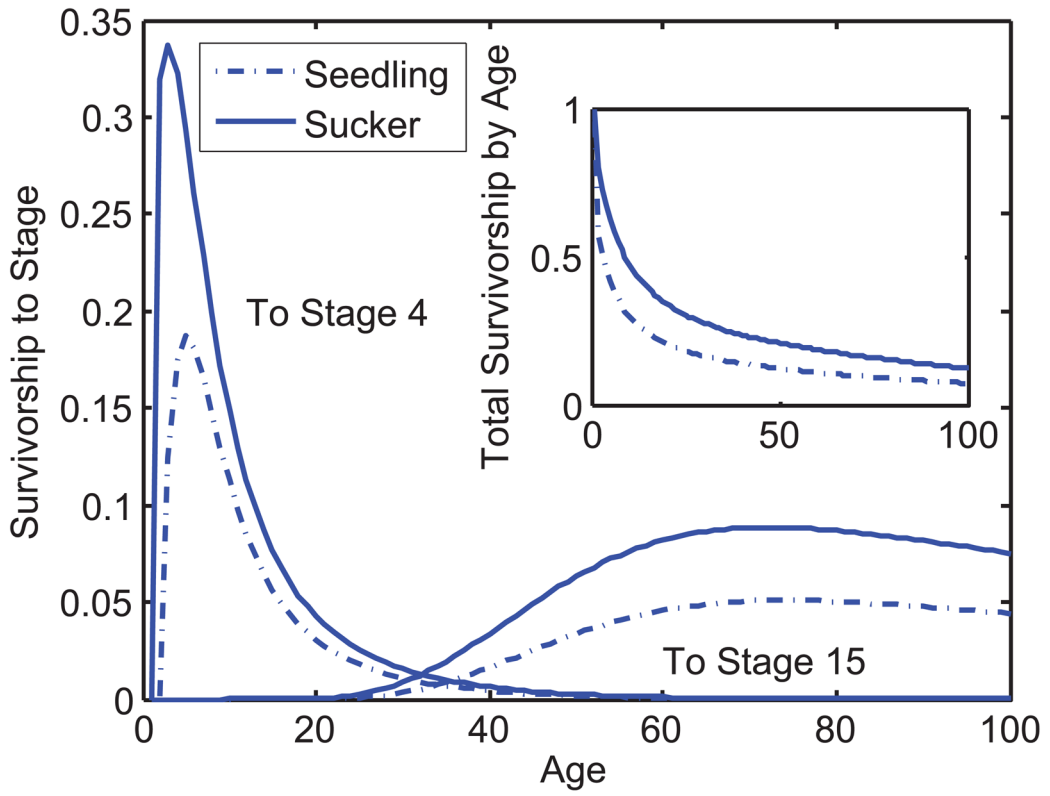 0.35
0.3
0.25
0.2
0.15
0.1
0.05
0
Survivorship to Stage
Seedling
Sucker
To Stage 4
To Stage 15
0
20
40
60
80
100
Age
Total Survivorship by Age
1
0.5
0
0
50
100